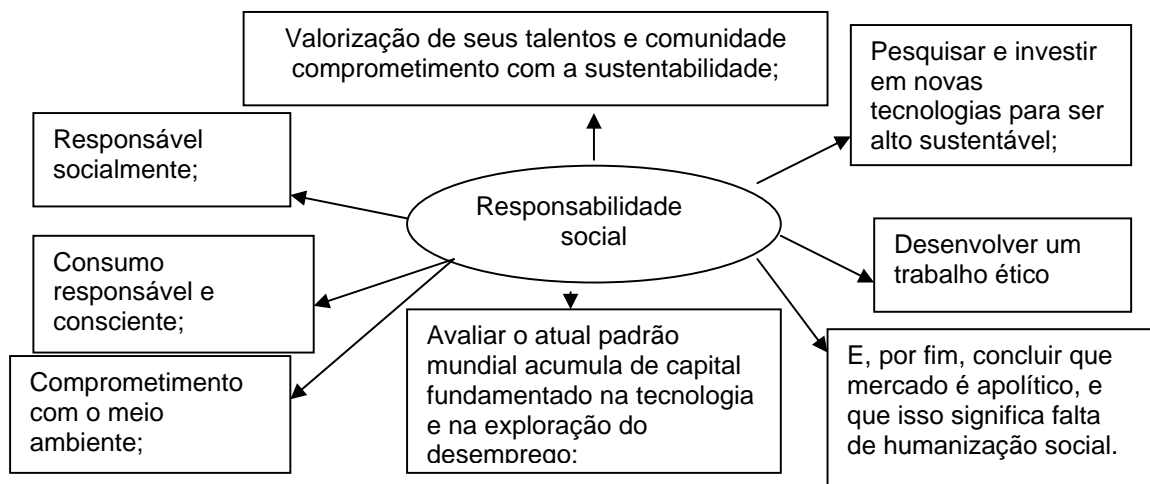 Valorização de seus talentos e comunidade
comprometimento com a sustentabilidade;
Pesquisar e investir
em novas
tecnologias para ser
alto sustentável;
Responsável
socialmente;
Responsabilidade
social
Consumo
responsável e
consciente;
Desenvolver um
trabalho ético
Comprometimento
com o meio
ambiente;
Avaliar o atual padrão
mundial acumula de capital
fundamentado na tecnologia
e na exploração do
desemprego;
E, por fim, concluir que
mercado é apolítico, e
que isso significa falta
de humanização social.